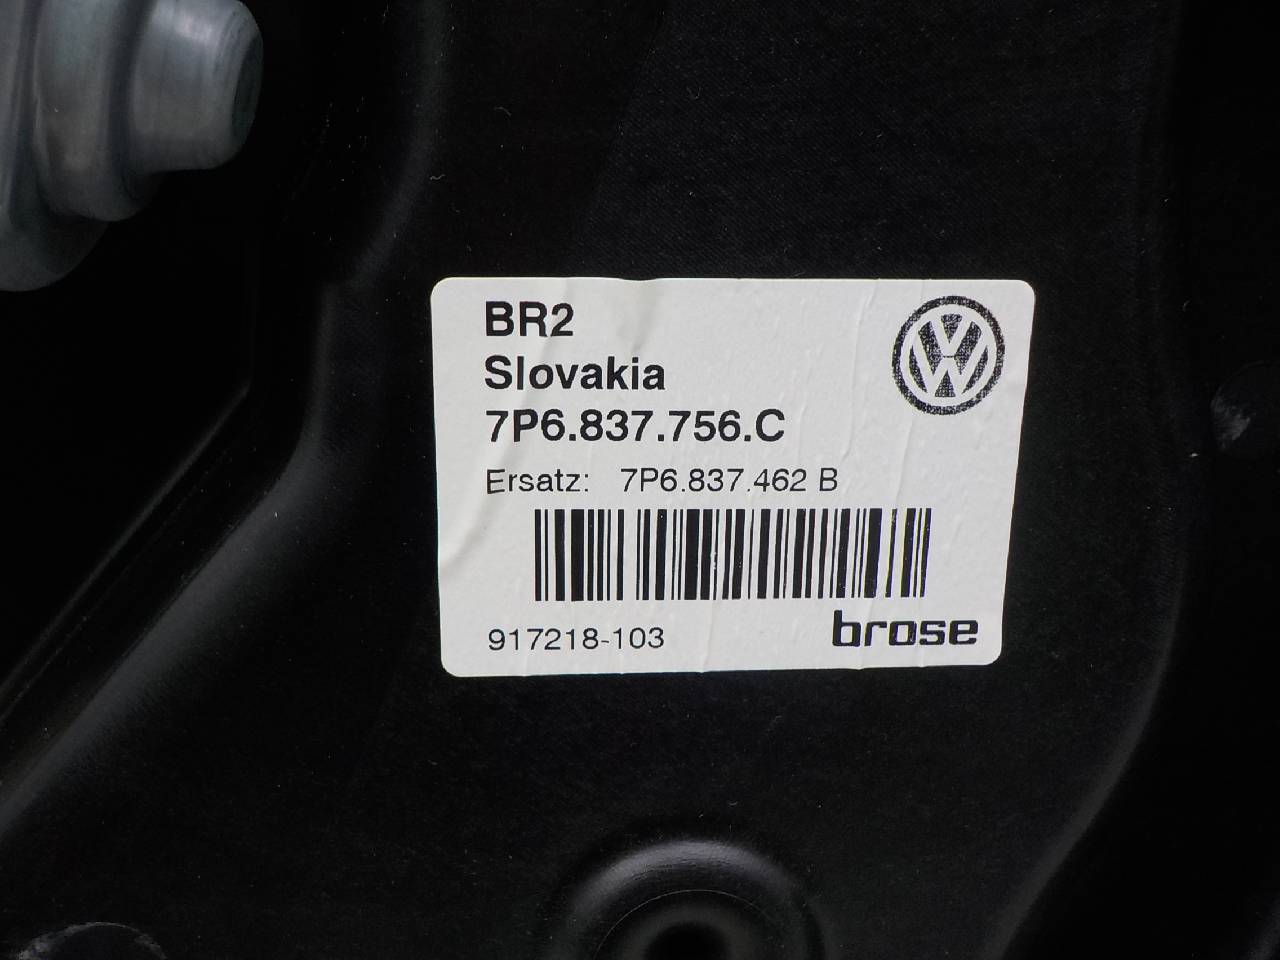 BR2
Slovakia
7P6.837.756.C
Ersatz: 7P6.837.462 B
917218-103
brose